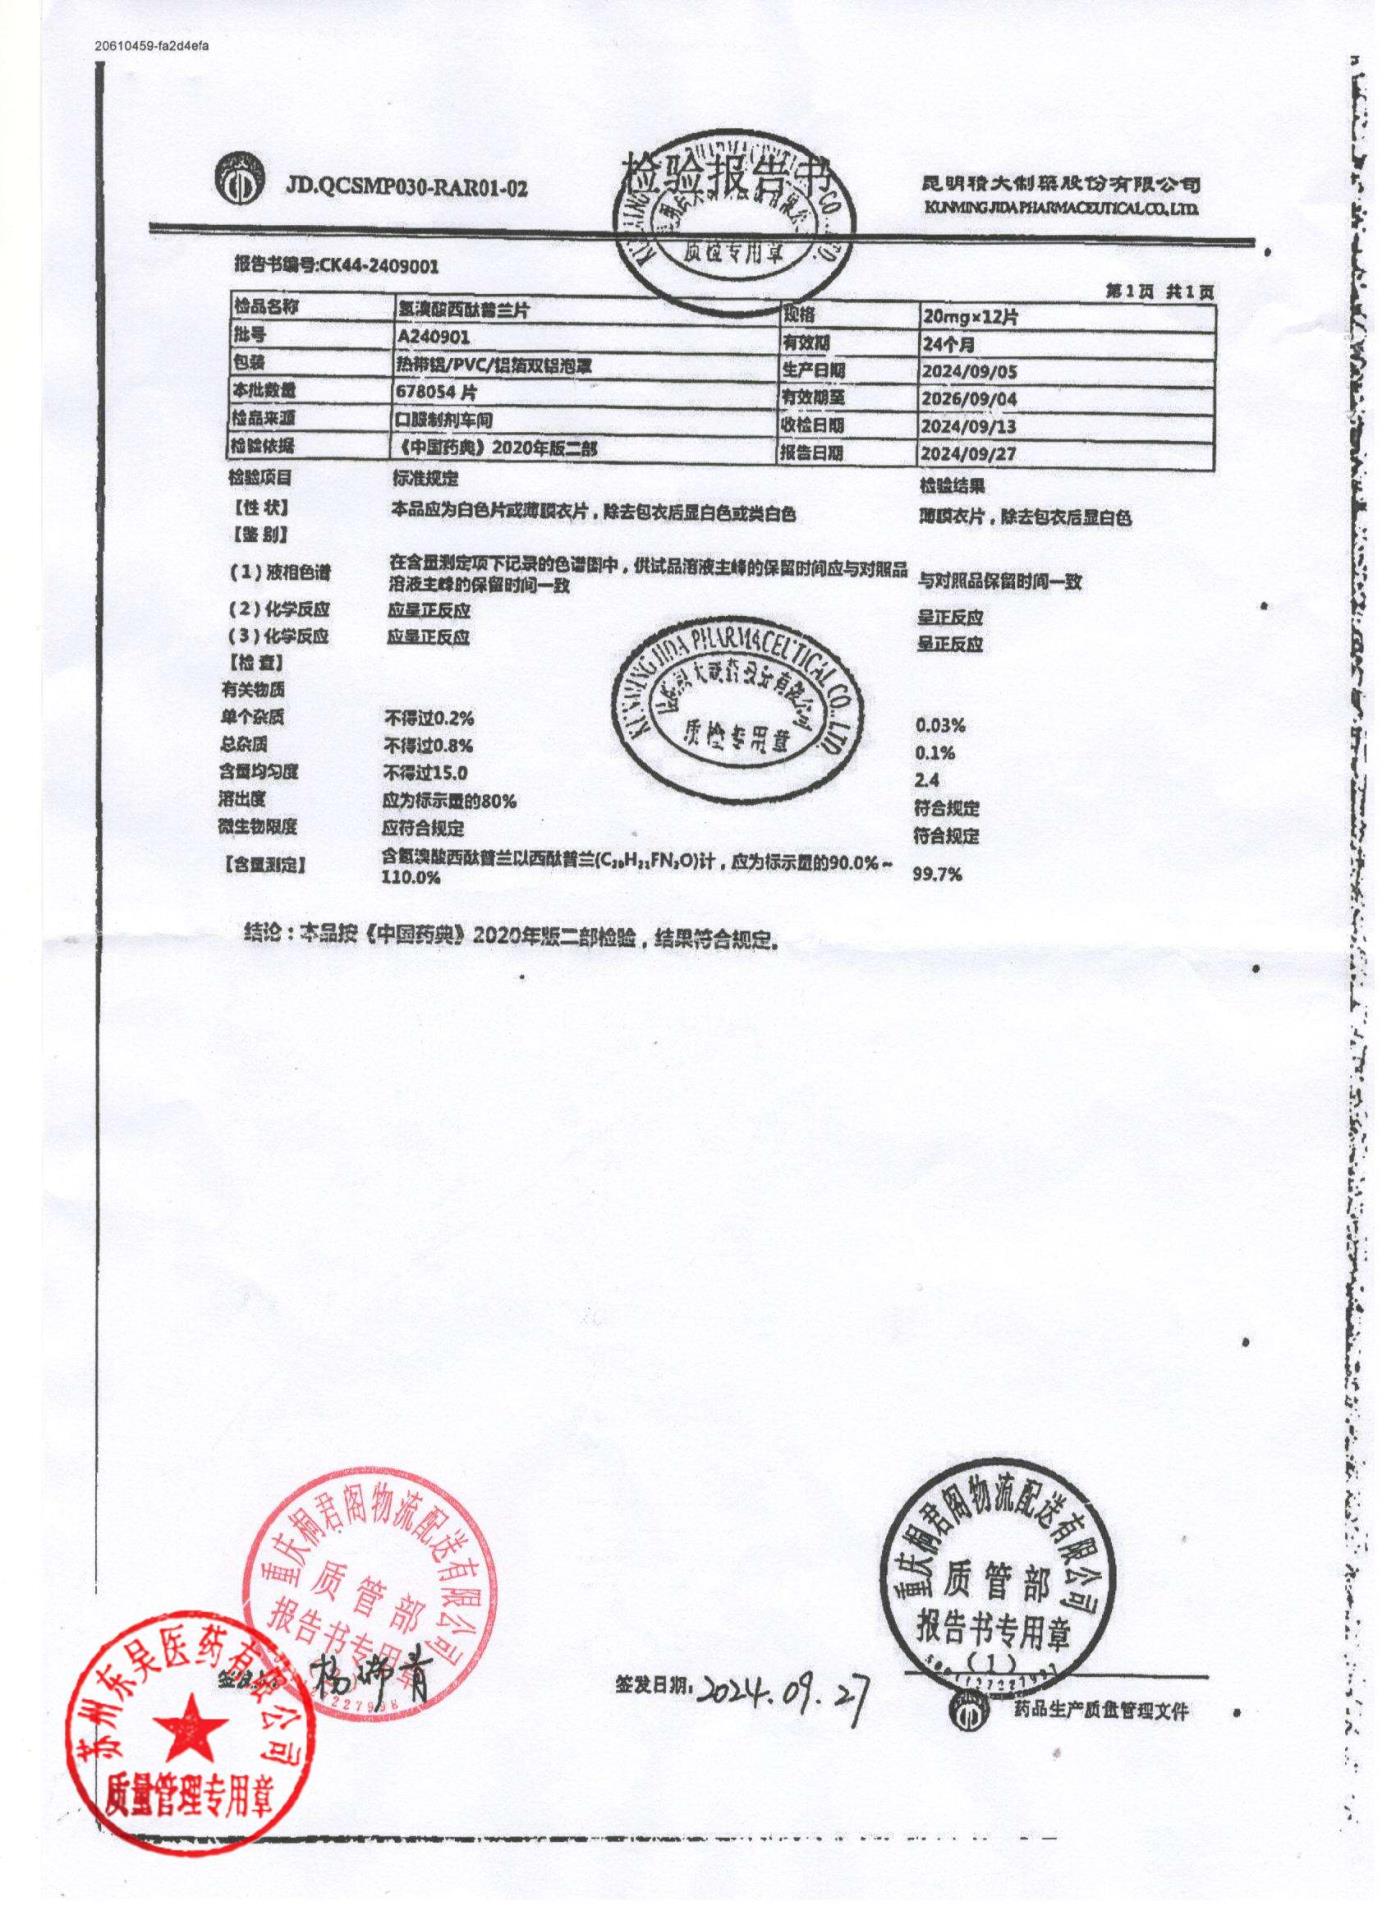 20610459-fa2d4efa
JD.QCSMP030-RAR01-02
检验报告书
昆明积大制药股份有限公司
KUNMING JIDA PHARMACEUTICAL CO., LTD.
质检专用章
报告书编号:CK44-2409001
第1页 共1页
检品名称 氢溴酸西酞普兰片 规格 20mg×12片
批号 A240901 有效期 24个月
包装 热带铝/PVC/铝箔双铝泡罩 生产日期 2024/09/05
本批数量 678054 片 有效期至 2026/09/04
检品来源 口服制剂车间 收检日期 2024/09/13
检验依据 《中国药典》2020年版二部 报告日期 2024/09/27
检验项目 标准规定 检验结果
【性 状】 本品应为白色片或薄膜衣片，除去包衣后显白色或类白色 薄膜衣片，除去包衣后显白色
【鉴 别】
(1) 液相色谱 在含量测定项下记录的色谱图中，供试品溶液主峰的保留时间应与对照品
溶液主峰的保留时间一致 与对照品保留时间一致
(2) 化学反应 应呈正反应 呈正反应
(3) 化学反应 应呈正反应 呈正反应
【检 查】
有关物质
单个杂质 不得过0.2% 0.03%
总杂质 不得过0.8% 0.1%
含量均匀度 不得过15.0 2.4
溶出度 应为标示量的80% 符合规定
微生物限度 应符合规定 符合规定
【含量测定】 含氢溴酸西酞普兰以西酞普兰(C₂₀H₂₁FN₂O)计，应为标示量的90.0%~
110.0% 99.7%
KUNMING JIDA PHARMACEUTICAL CO., LTD.
质检专用章
结论：本品按《中国药典》2020年版二部检验，结果符合规定。
重庆桐君阁物流配送有限公司
质管部
报告书专用章
重庆桐君阁物流配送有限公司
质管部
报告书专用章
(1)
签发日期: 2024.09.27
药品生产质量管理文件
苏州东吴医药有限公司
质量管理专用章